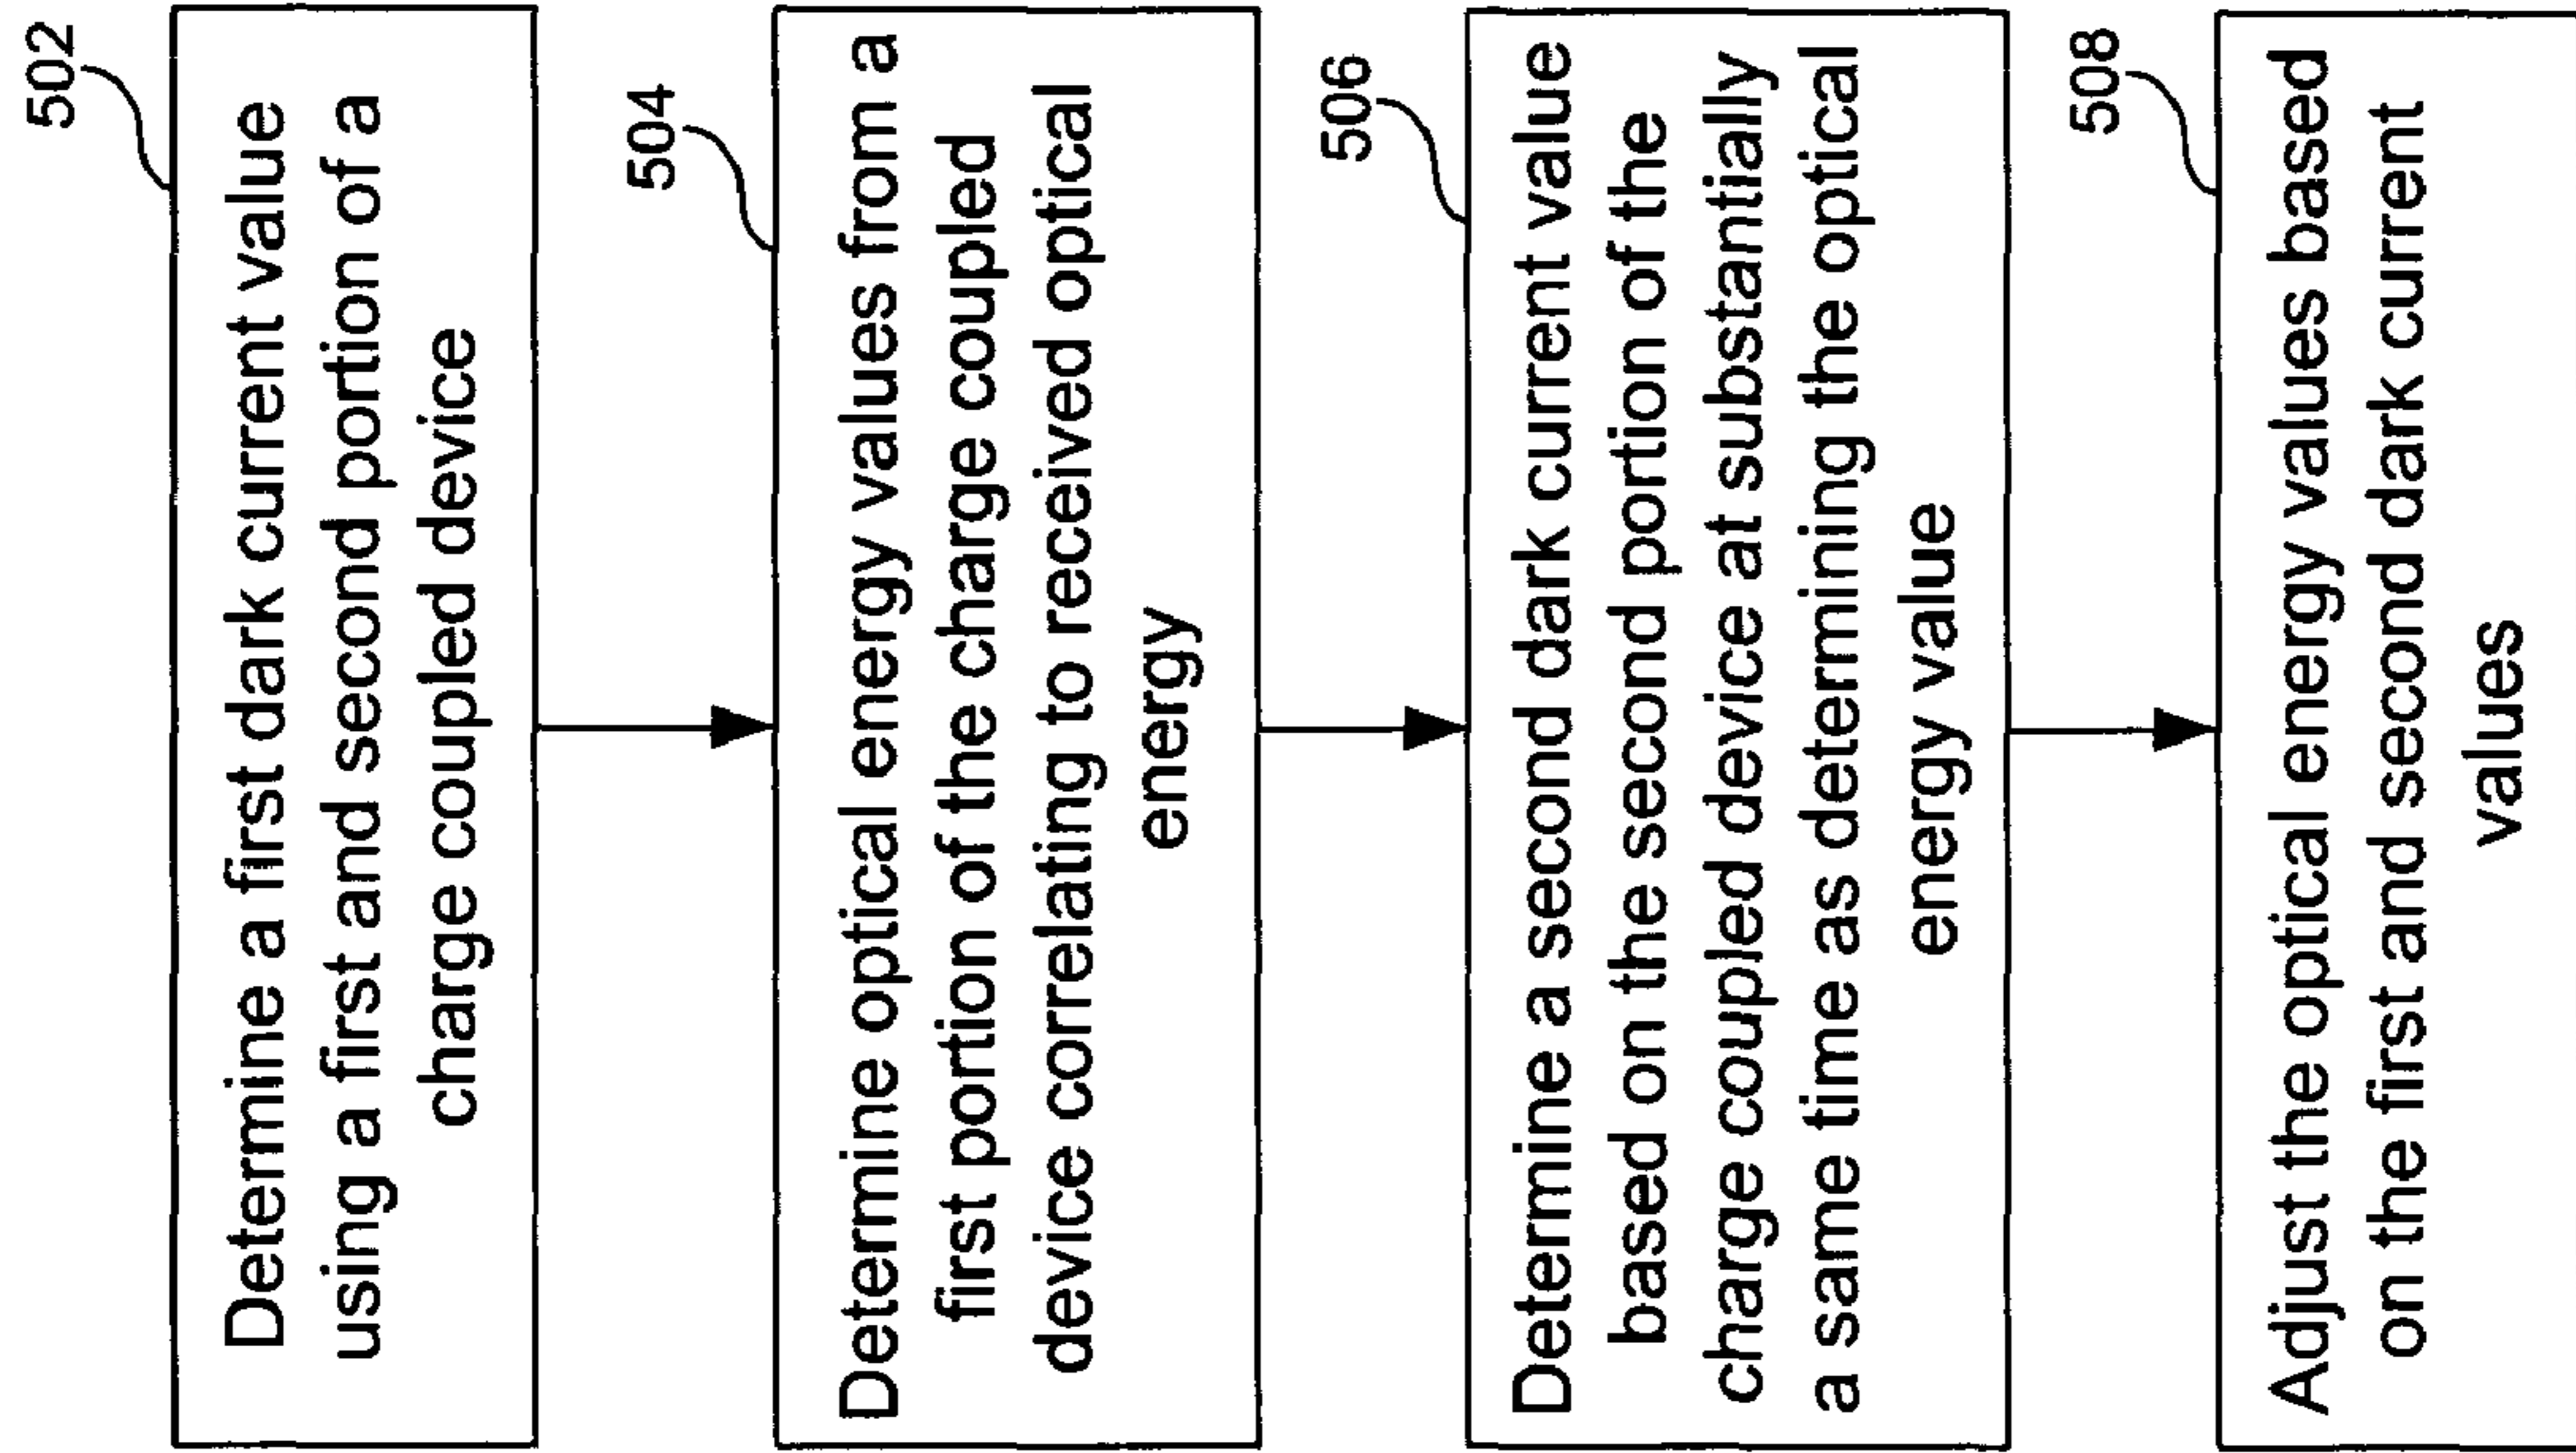 502
Determine a first dark current value
using a first and second portion of a
charge coupled device
504
Determine optical energy values from a
first portion of the charge coupled
device correlating to received optical
energy
506
Determine a second dark current value
based on the second portion of the
charge coupled device at substantially
a same time as determining the optical
energy value
508
Adjust the optical energy values based
on the first and second dark current
values